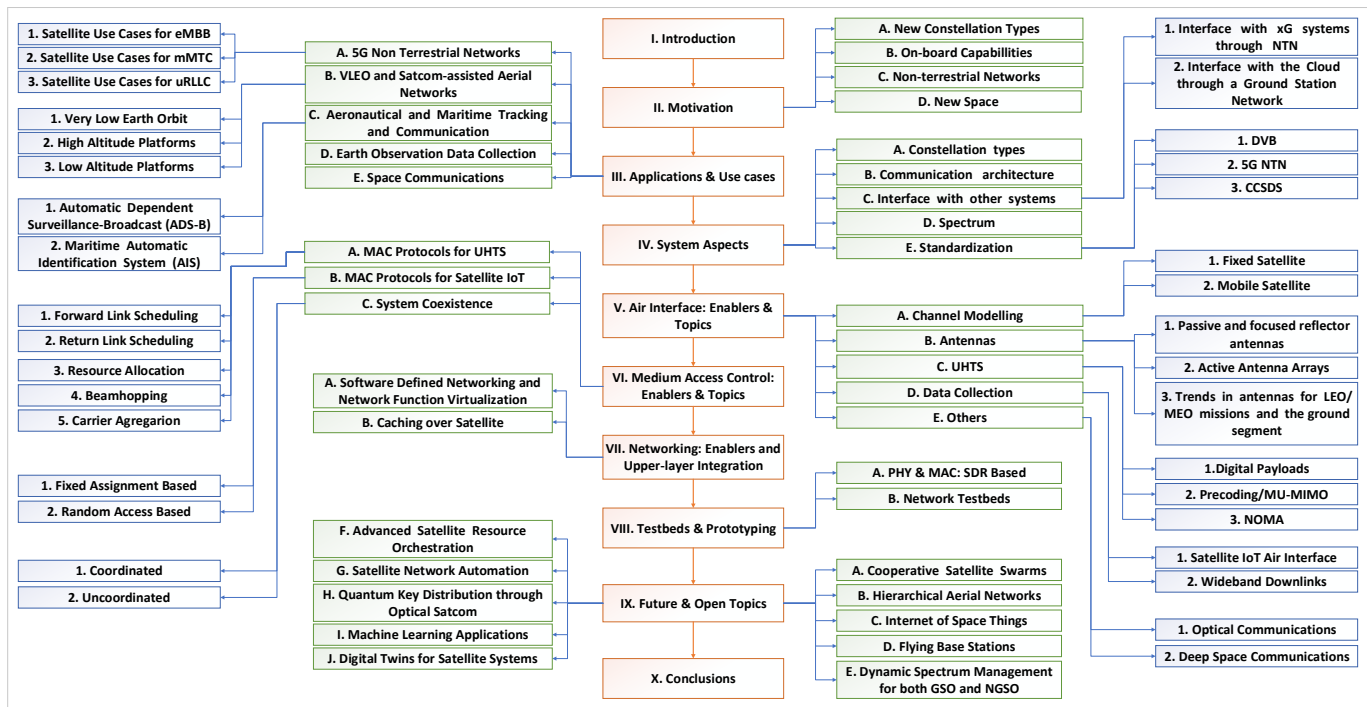 I. Introduction
II. Motivation
III. Applications & Use cases
IV. System Aspects
V. Air Interface: Enablers &
Topics
VI. Medium Access Control:
Enablers & Topics
VII. Networking: Enablers and
Upper-layer Integration
VIII. Testbeds & Prototyping
IX. Future & Open Topics
X. Conclusions
A. New Constellation Types
B. On-board Capabillities
C. Non-terrestrial Networks
D. New Space
A. 5G Non Terrestrial Networks
B. VLEO and Satcom-assisted Aerial
Networks
C. Aeronautical and Maritime Tracking
and Communication
D. Earth Observation Data Collection
E. Space Communications
1. Satellite Use Cases for eMBB
2. Satellite Use Cases for mMTC
3. Satellite Use Cases for uRLLC
1. Very Low Earth Orbit
2. High Altitude Platforms
3. Low Altitude Platforms
1. Automatic Dependent
Surveillance-Broadcast (ADS-B)
2. Maritime Automatic
Identification System (AIS)
A. Constellation types
B. Communication architecture
C. Interface with other systems
D. Spectrum
E. Standardization
1. Interface with xG systems
through NTN
2. Interface with the Cloud
through a Ground Station
Network
1. DVB
2. 5G NTN
3. CCSDS
A. Channel Modelling
B. Antennas
C. UHTS
D. Data Collection
E. Others
1. Fixed Satellite
2. Mobile Satellite
1. Passive and focused reflector
antennas
2. Active Antenna Arrays
3. Trends in antennas for LEO/
MEO missions and the ground
segment
1.Digital Payloads
2. Precoding/MU-MIMO
3. NOMA
1. Satellite IoT Air Interface
2. Wideband Downlinks
1. Optical Communications
2. Deep Space Communications
A. MAC Protocols for UHTS
B. MAC Protocols for Satellite IoT
C. System Coexistence
1. Forward Link Scheduling
2. Return Link Scheduling
3. Resource Allocation
4. Beamhopping
5. Carrier Agregarion
1. Fixed Assignment Based
2. Random Access Based
1. Coordinated
2. Uncoordinated
A. Software Defined Networking and
Network Function Virtualization
B. Caching over Satellite
A. PHY & MAC: SDR Based
B. Network Testbeds
A. Cooperative Satellite Swarms
B. Hierarchical Aerial Networks
C. Internet of Space Things
D. Flying Base Stations
E. Dynamic Spectrum Management
for both GSO and NGSO
F. Advanced Satellite Resource
Orchestration
G. Satellite Network Automation
H. Quantum Key Distribution through
Optical Satcom
I. Machine Learning Applications
J. Digital Twins for Satellite Systems